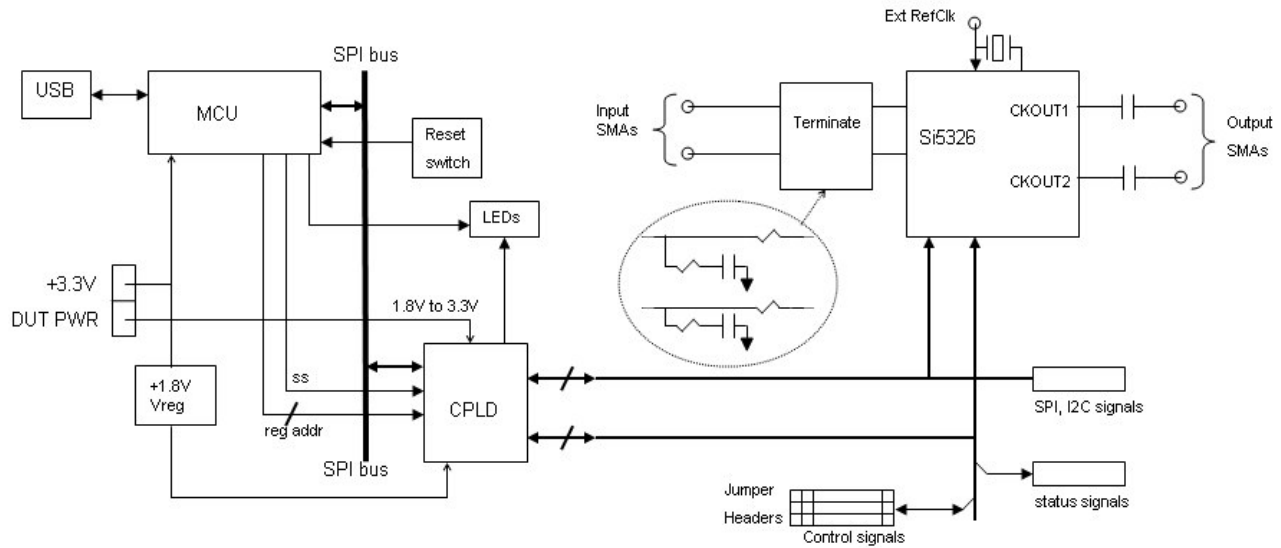 Ext RefClk
SPI bus
USB
MCU
Reset
switch
Input
SMAs
Terminate
Si5326
CKOUT1
CKOUT2
Output
SMAs
LEDs
+3.3V
DUT PWR
1.8V to 3.3V
+1.8V
Vreg
ss
reg addr
CPLD
SPI bus
SPI, I2C signals
status signals
Jumper
Headers
Control signals